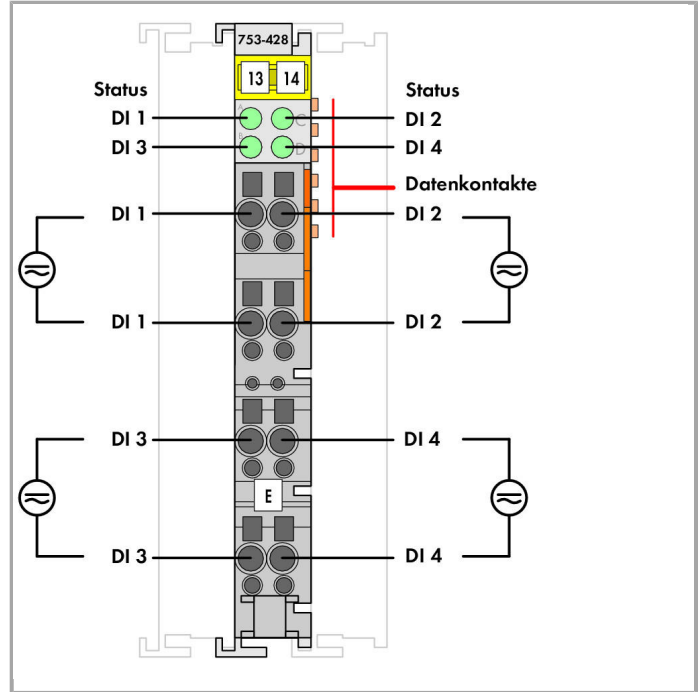 753-428
13 14
Status Status
A C
DI 1 DI 2
B D
DI 3 DI 4
Datenkontakte
DI 1 DI 2
DI 1 DI 2
DI 3 DI 4
E
DI 3 DI 4